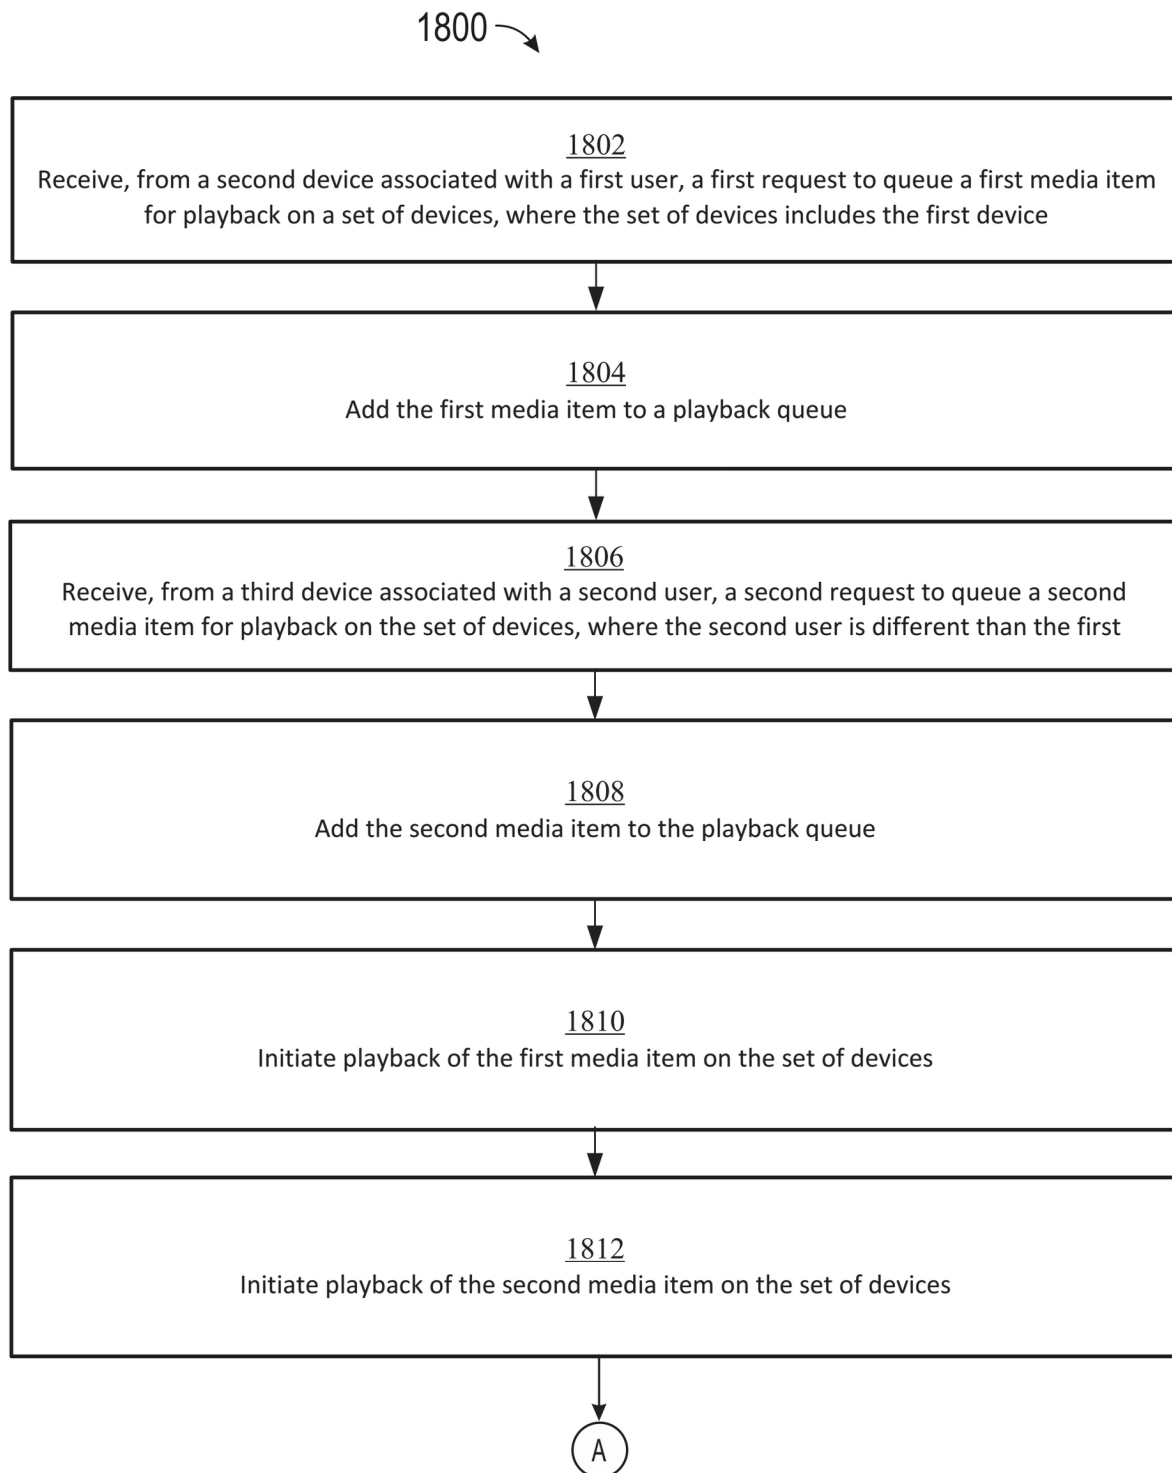 1800
1802
Receive, from a second device associated with a first user, a first request to queue a first media item
for playback on a set of devices, where the set of devices includes the first device
1804
Add the first media item to a playback queue
1806
Receive, from a third device associated with a second user, a second request to queue a second
media item for playback on the set of devices, where the second user is different than the first
1808
Add the second media item to the playback queue
1810
Initiate playback of the first media item on the set of devices
1812
Initiate playback of the second media item on the set of devices
A